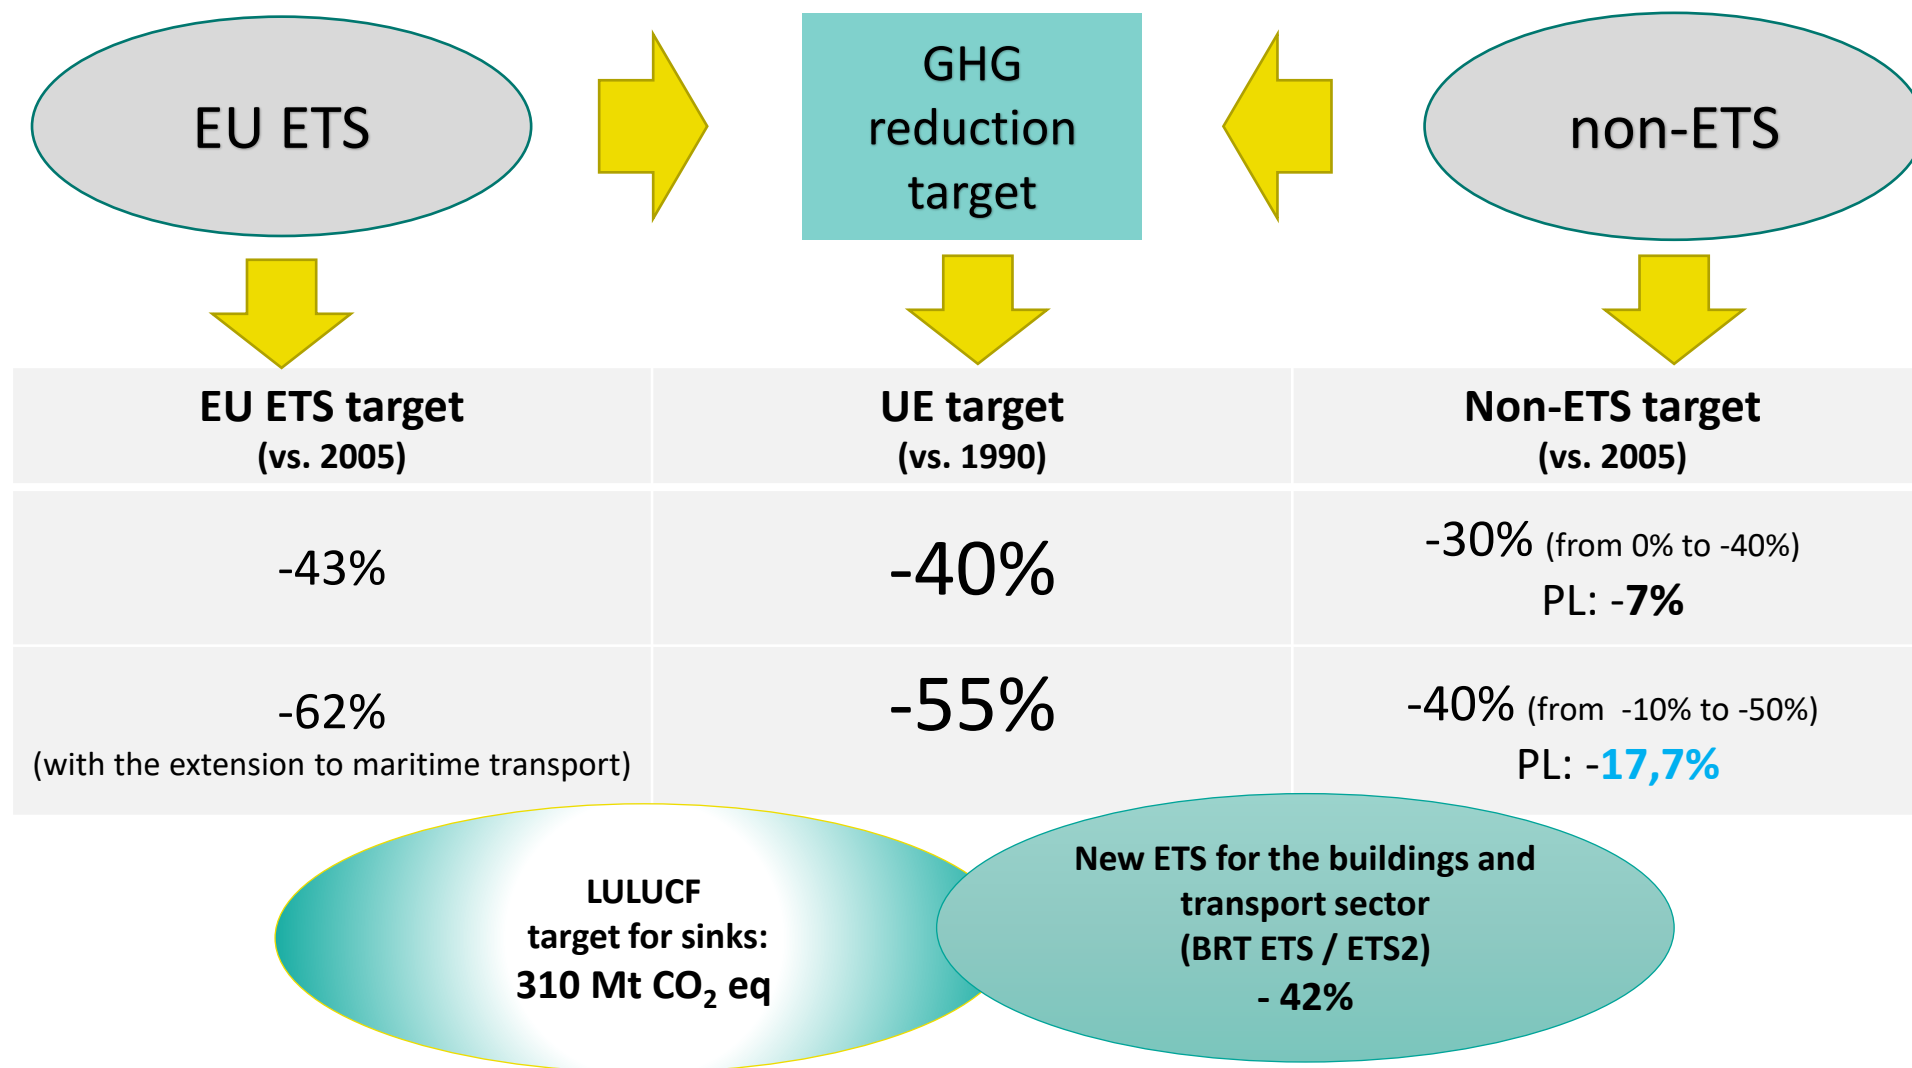 EU ETS
GHG
reduction
target
non-ETS
EU ETS target
(vs. 2005)
UE target
(vs. 1990)
Non-ETS target
(vs. 2005)
-43%
-40%
-30% (from 0% to -40%)
PL: -7%
-62%
(with the extension to maritime transport)
-55%
-40% (from  -10% to -50%)
PL: -17,7%
LULUCF
target for sinks:
310 Mt CO₂ eq
New ETS for the buildings and
transport sector
(BRT ETS / ETS2)
- 42%